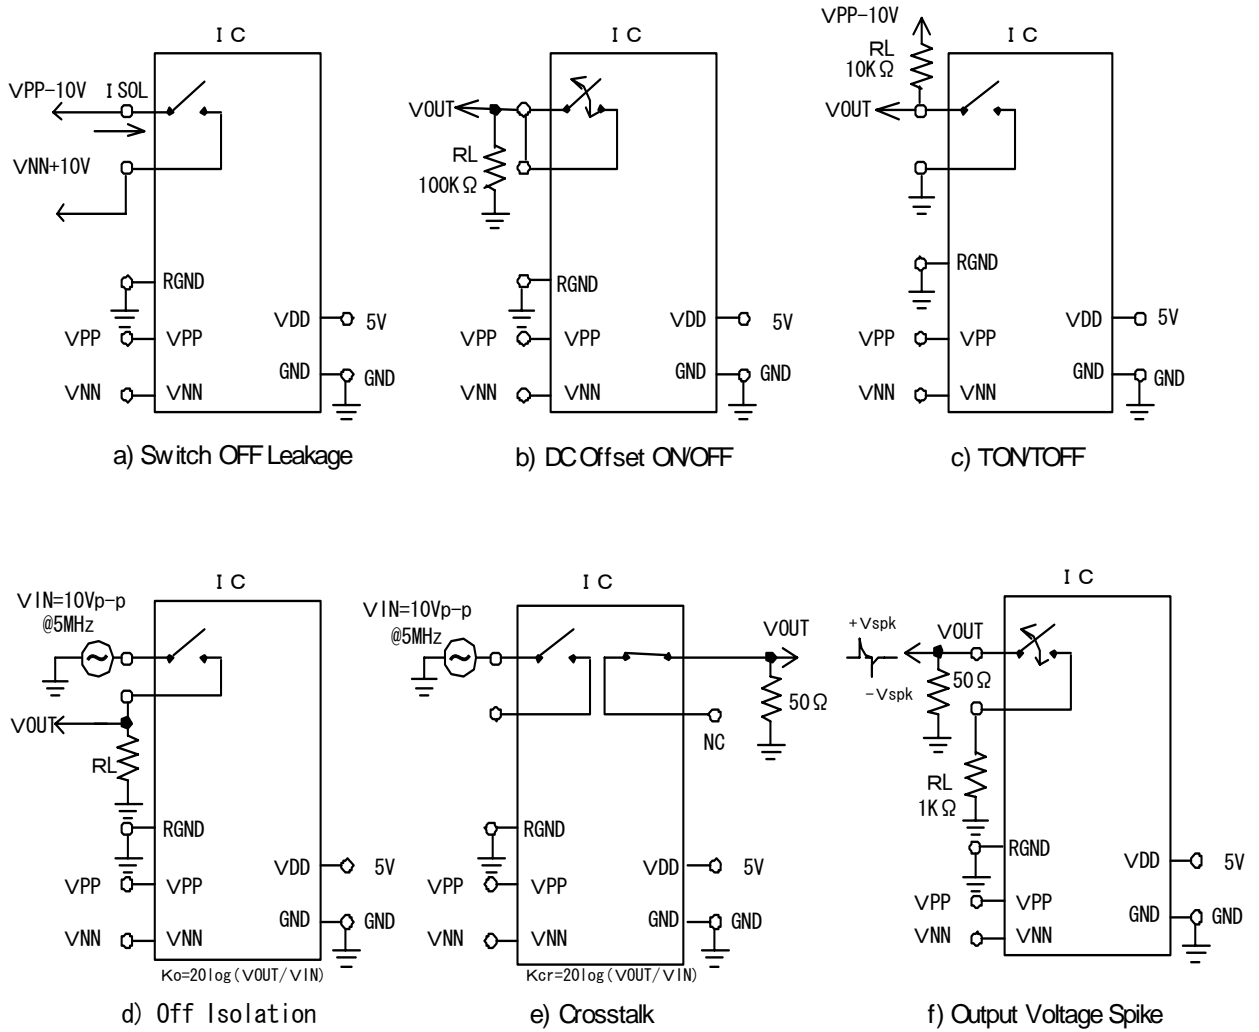 IC
VPP-10V
ISOL
VNN+10V
RGND
VDD
5V
VPP
VPP
GND
GND
VNN
VNN
a) Switch OFF Leakage
IC
VOUT
RL
100KΩ
RGND
VDD
5V
VPP
VPP
GND
GND
VNN
VNN
b) DC Offset ON/OFF
VPP-10V
IC
RL
10KΩ
VOUT
RGND
VDD
5V
VPP
VPP
GND
GND
VNN
VNN
c) TON/TOFF
IC
VIN=10Vp-p
@5MHz
VOUT
RL
RGND
VDD
5V
VPP
VPP
GND
GND
VNN
VNN
Ko=20log(VOUT/VIN)
d) Off Isolation
IC
VIN=10Vp-p
@5MHz
VOUT
50Ω
NC
RGND
VDD
5V
VPP
VPP
GND
GND
VNN
VNN
Kcr=20log(VOUT/VIN)
e) Crosstalk
IC
+Vspk
VOUT
-Vspk
50Ω
RL
1KΩ
RGND
VDD
5V
VPP
VPP
GND
GND
VNN
VNN
f) Output Voltage Spike